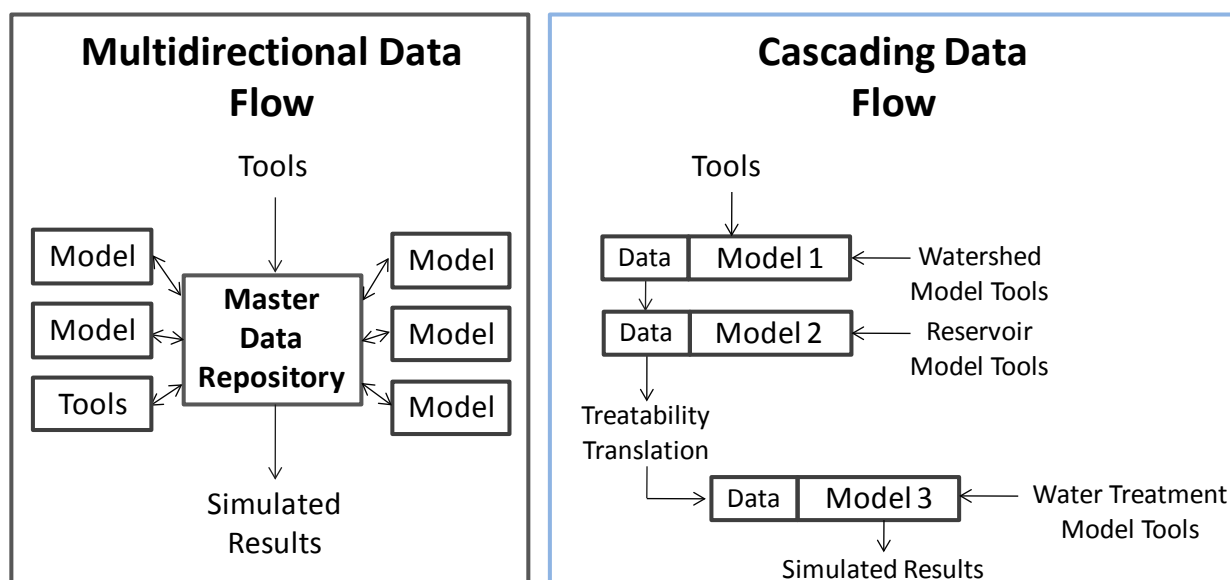 Multidirectional Data
Flow
Tools
Model
Model
Tools
Master
Data
Repository
Model
Model
Model
Simulated
Results
Cascading Data
Flow
Tools
Data
Model 1
Watershed
Model Tools
Data
Model 2
Reservoir
Model Tools
Treatability
Translation
Data
Model 3
Water Treatment
Model Tools
Simulated Results